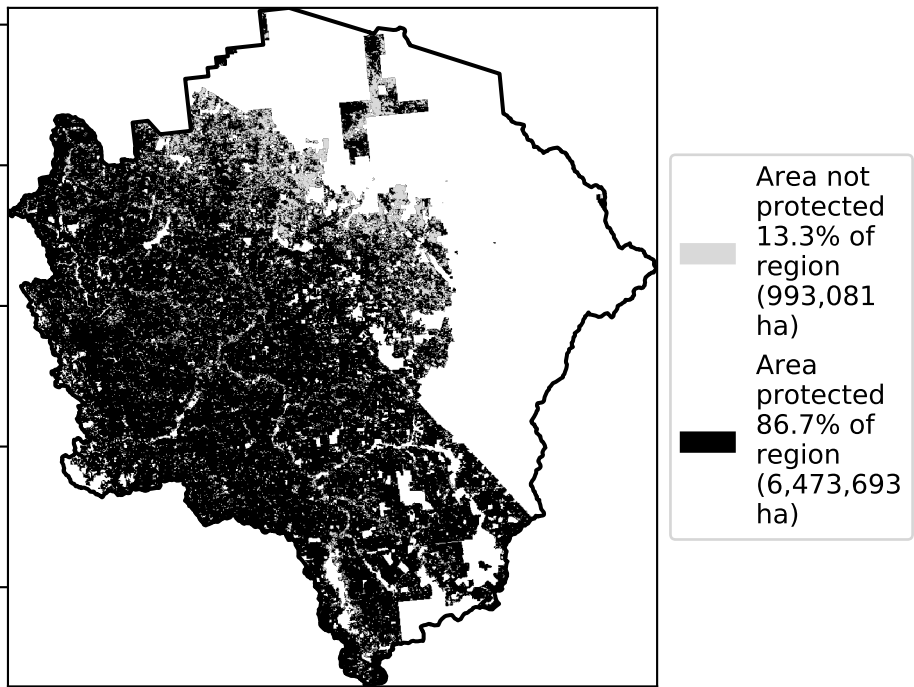 Area not
protected
13.3% of
region
(993,081
ha)
Area
protected
86.7% of
region
(6,473,693
ha)